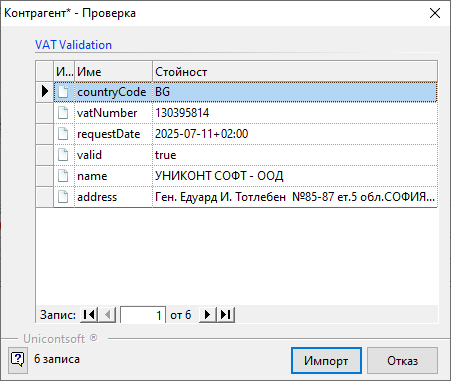 Контрагент* - Проверка
VAT Validation
И... Име Стойност
countryCode BG
vatNumber 130395814
requestDate 2025-07-11+02:00
valid true
name УНИКОНТ СОФТ - ООД
address Ген. Едуард И. Тотлебен №85-87 ет.5 обл.СОФИЯ...
Запис: 1 от 6
Unicontsoft ®
6 записа Импорт Отказ